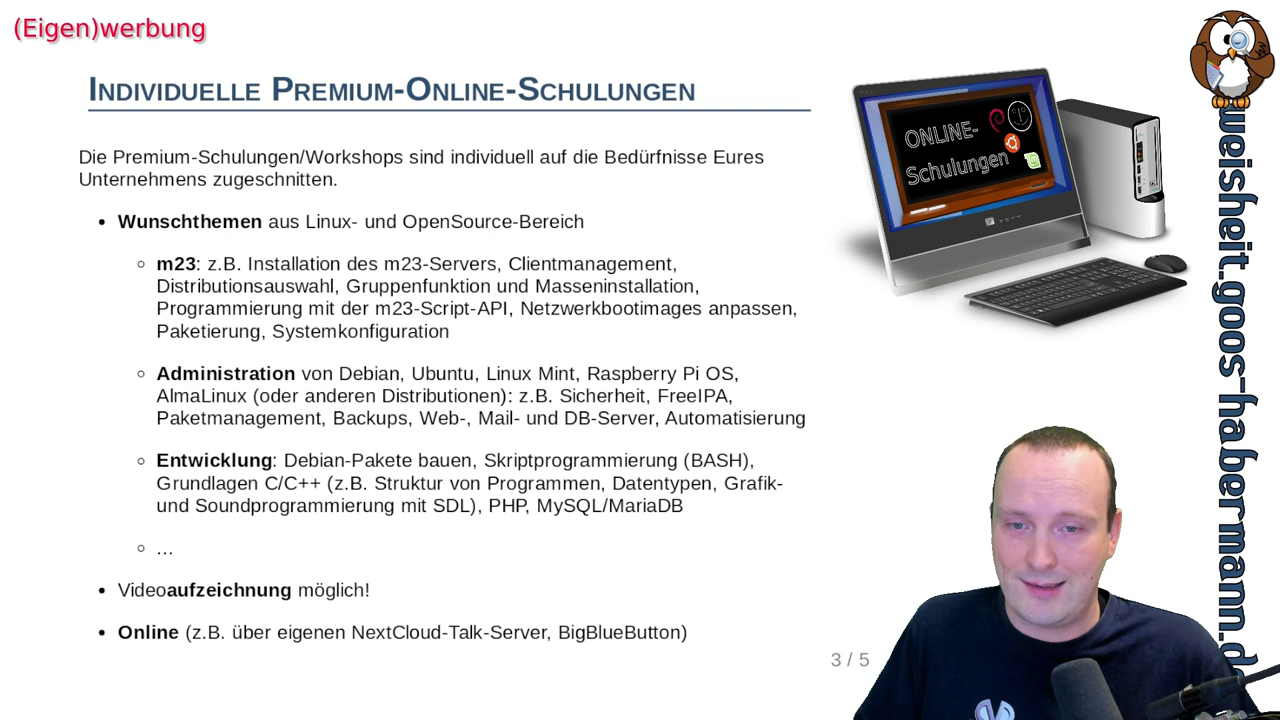 (Eigen)werbung
Individuelle Premium-Online-Schulungen
Die Premium-Schulungen/Workshops sind individuell auf die Bedürfnisse Eures
Unternehmens zugeschnitten.
• Wunschthemen aus Linux- und OpenSource-Bereich
◦ m23: z.B. Installation des m23-Servers, Clientmanagement,
Distributionsauswahl, Gruppenfunktion und Masseninstallation,
Programmierung mit der m23-Script-API, Netzwerkbootimages anpassen,
Paketierung, Systemkonfiguration
◦ Administration von Debian, Ubuntu, Linux Mint, Raspberry Pi OS,
AlmaLinux (oder anderen Distributionen): z.B. Sicherheit, FreeIPA,
Paketmanagement, Backups, Web-, Mail- und DB-Server, Automatisierung
◦ Entwicklung: Debian-Pakete bauen, Skriptprogrammierung (BASH),
Grundlagen C/C++ (z.B. Struktur von Programmen, Datentypen, Grafik-
und Soundprogrammierung mit SDL), PHP, MySQL/MariaDB
◦ ...
• Videoaufzeichnung möglich!
• Online (z.B. über eigenen NextCloud-Talk-Server, BigBlueButton)
3 / 5
ONLINE-
Schulungen
weisheit.goos-habermann.d